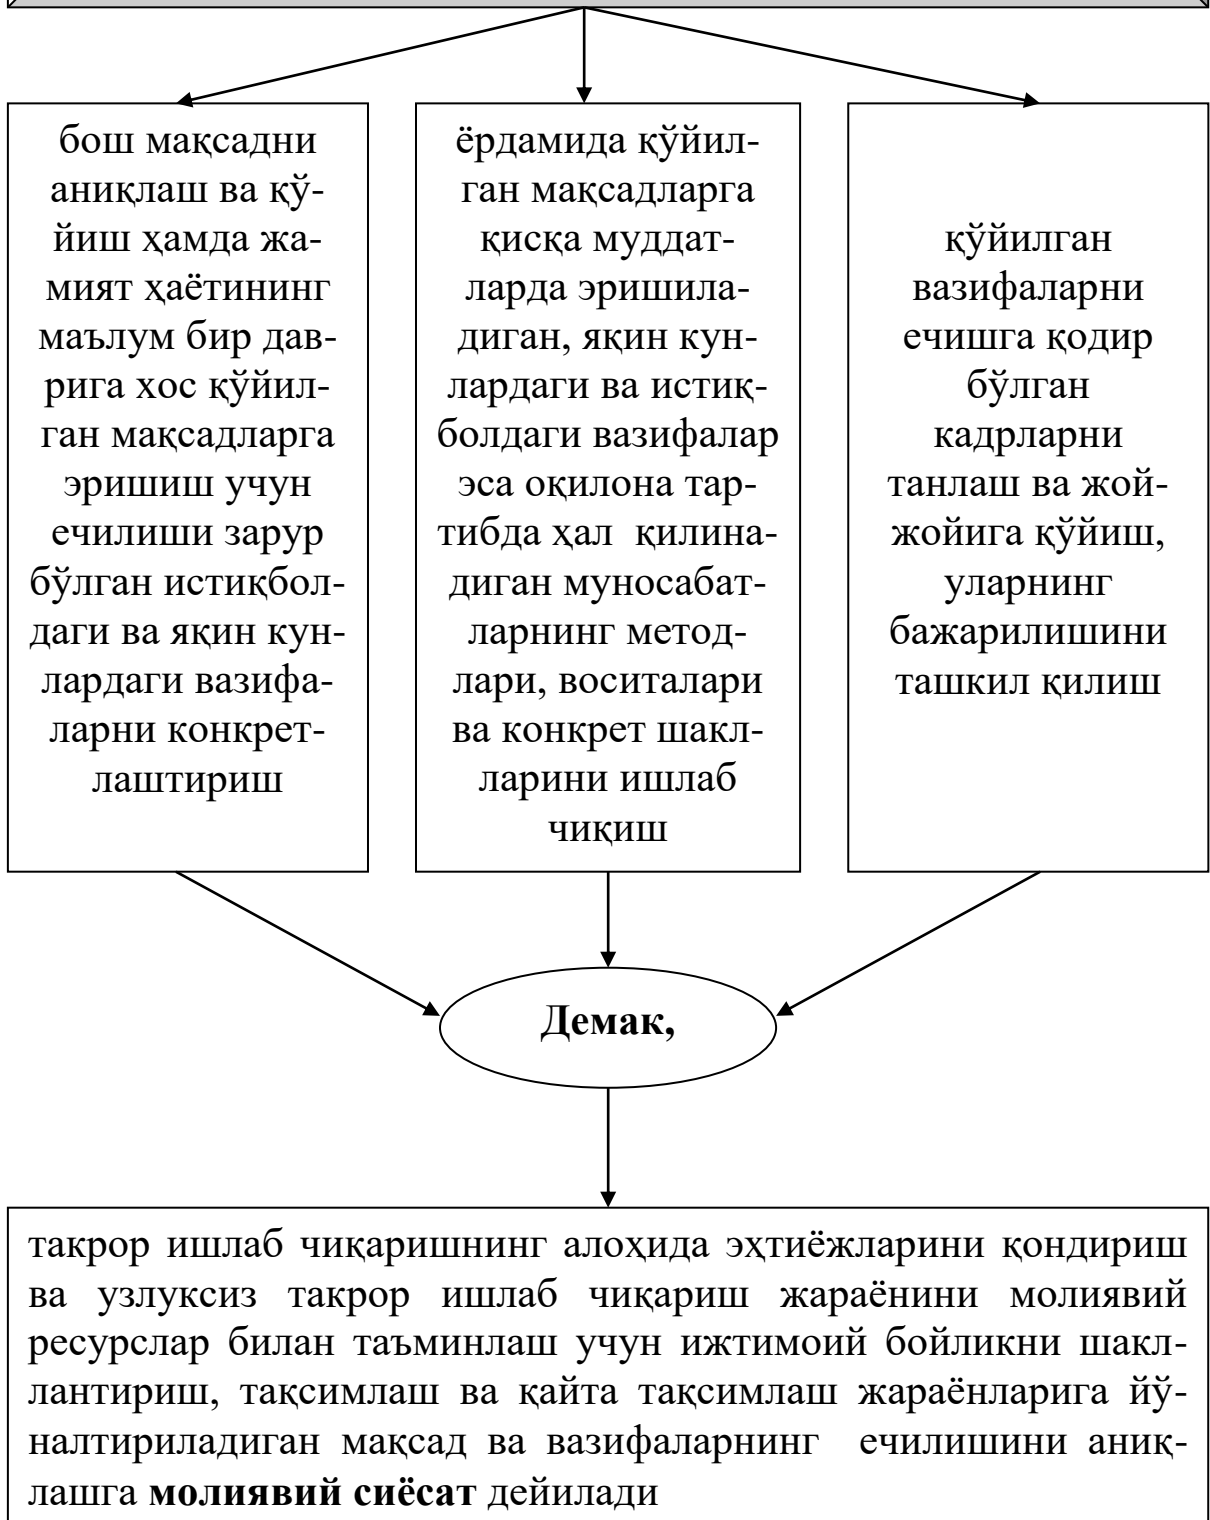 бош мақсадни
аниқлаш ва қў-
йиш ҳамда жа-
мият ҳаётининг
маълум бир дав-
рига хос қўйил-
ган мақсадларга
эришиш учун
ечилиши зарур
бўлган истиқбол-
даги ва яқин кун-
лардаги вазифа-
ларни конкрет-
лаштириш
ёрдамида қўйил-
ган мақсадларга
қисқа муддат-
ларда эришила-
диган, яқин кун-
лардаги ва истиқ-
болдаги вазифалар
эса оқилона тар-
тибда ҳал қилина-
диган муносабат-
ларнинг метод-
лари, воситалари
ва конкрет шакл-
ларини ишлаб
чиқиш
қўйилган
вазифаларни
ечишга қодир
бўлган
кадрларни
танлаш ва жой-
жойига қўйиш,
уларнинг
бажарилишини
ташкил қилиш
Демак,
такрор ишлаб чиқаришнинг алоҳида эҳтиёжларини қондириш
ва узлуксиз такрор ишлаб чиқариш жараёнини молиявий
ресурслар билан таъминлаш учун ижтимоий бойликни шакл-
лантириш, тақсимлаш ва қайта тақсимлаш жараёнларига йў-
налтириладиган мақсад ва вазифаларнинг ечилишини аниқ-
лашга молиявий сиёсат дейилади